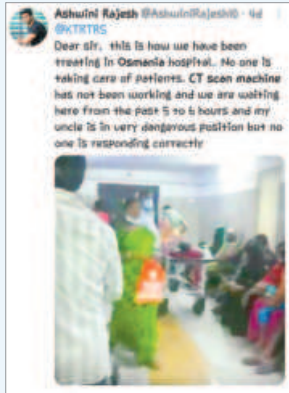 Ashwini Rajesh @AshwiniRajesh6 · 4d
@KTRTRS
Dear sir, this is how we have been
treating in Osmania hospital. No one is
taking care of patients. CT scan machine
has not been working and we are waiting
here from the past 5 to 6 hours and my
uncle is in very dangerous position but no
one is responding correctly